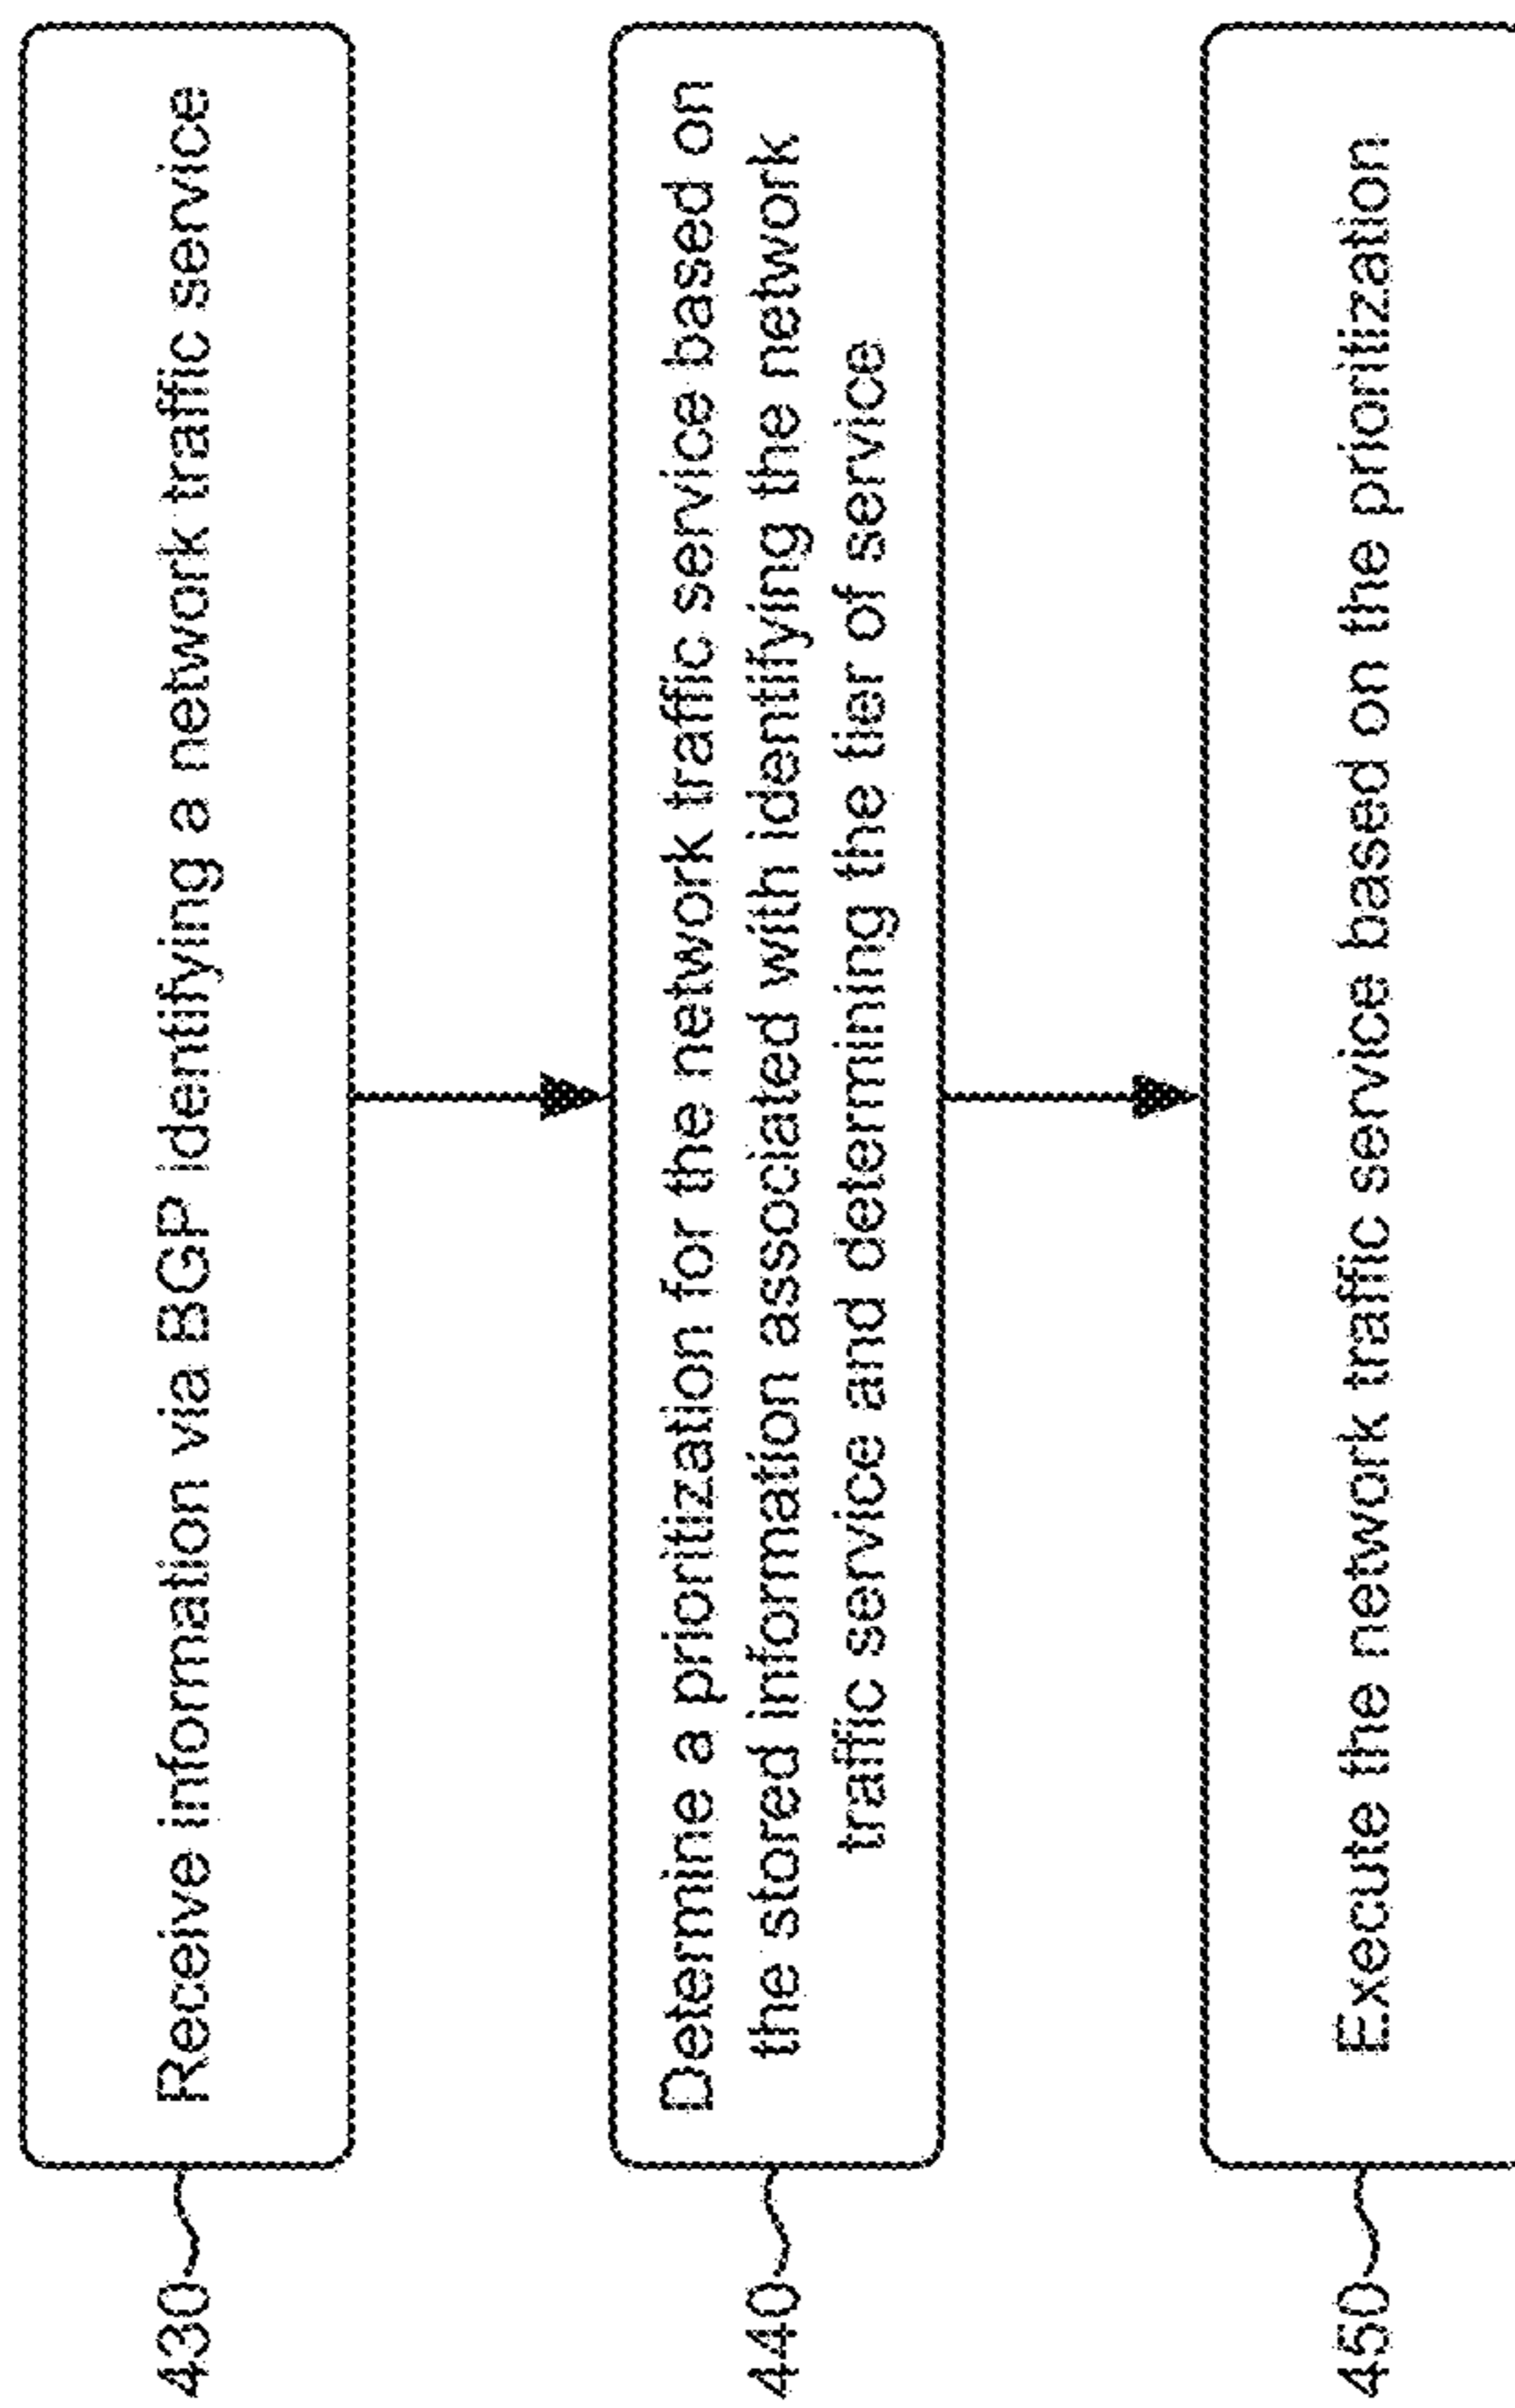 430
Receive information via BGP identifying a network traffic service
440
Determine a prioritization for the network traffic service based on
the stored information associated with identifying the network
traffic service and determining the tier of service
450
Execute the network traffic service based on the prioritization